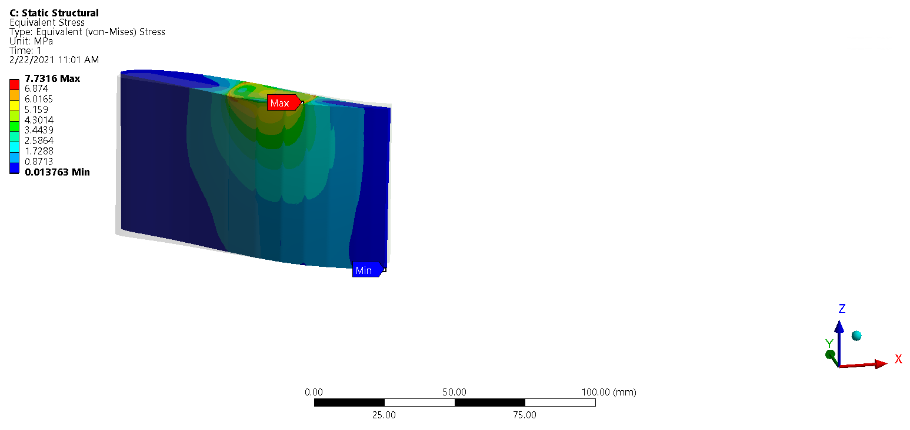 C: Static Structural
Equivalent Stress
Type: Equivalent (von-Mises) Stress
Unit: MPa
Time: 1
2/22/2021 11:01 AM
7.7316 Max
6.874
6.0165
5.159
4.3014
3.4439
2.5864
1.7288
0.8713
0.013763 Min
Max
Min
Z
Y
X
0.00 50.00 100.00 (mm)
25.00 75.00